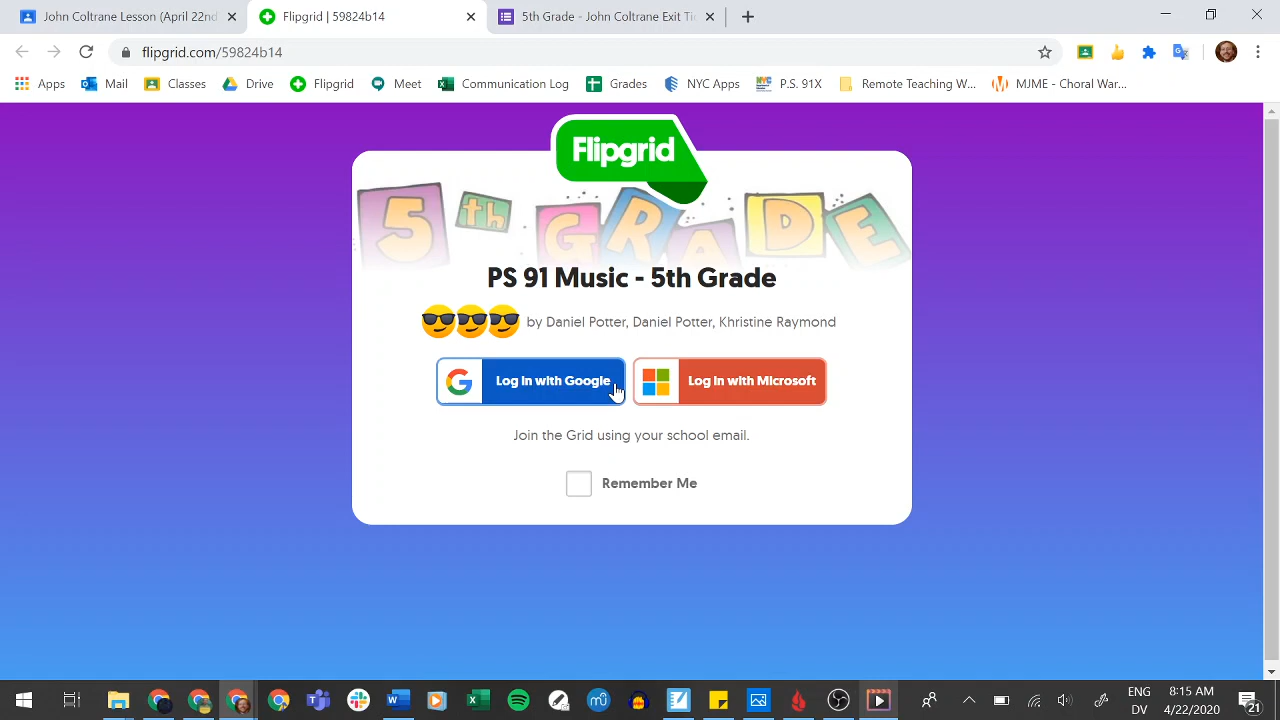 John Coltrane Lesson (April 22nd
Flipgrid | 59824b14
5th Grade - John Coltrane Exit Ti
flipgrid.com/59824b14
Apps
Mail
Classes
Drive
Flipgrid
Meet
Communication Log
Grades
NYC Apps
P.S. 91X
Remote Teaching W...
MJME - Choral War...
Flipgrid
5th GRADE
PS 91 Music - 5th Grade
by Daniel Potter, Daniel Potter, Khristine Raymond
Log in with Google
Log in with Microsoft
Join the Grid using your school email.
Remember Me
ENG
DV
8:15 AM
4/22/2020
21